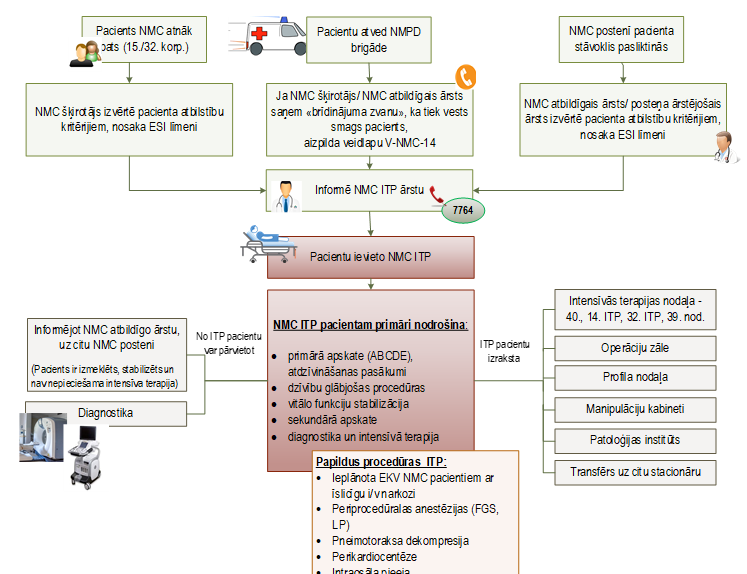 Pacients NMC atnāk
pats (15./32. korp.)
Pacientu atved NMPD
brigāde
NMC postenī pacienta
stāvoklis pasliktinās
NMC šķirotājs izvērtē pacienta atbilstību
kritērijiem, nosaka ESI līmeni
Ja NMC šķirotājs/ NMC atbildīgais ārsts
saņem «brīdinājuma zvanu», ka tiek vests
smags pacients,
aizpilda veidlapu V-NMC-14
NMC atbildīgais ārsts/ posteņa ārstējošais
ārsts izvērtē pacienta atbilstību kritērijiem,
nosaka ESI līmeni
Informē NMC ITP ārstu
7764
Pacientu ievieto NMC ITP
Informējot NMC atbildīgo ārstu,
uz citu NMC posteni
(Pacients ir izmeklēts, stabilizēts un
nav nepieciešama intensīva terapija)
Diagnostika
No ITP pacientu
var pārvietot
NMC ITP pacientam primāri nodrošina:
• primārā apskate (ABCDE),
atdzīvināšanas pasākumi
• dzīvību glābjošas procedūras
• vitālo funkciju stabilizācija
• sekundārā apskate
• diagnostika un intensīvā terapija
ITP pacientu
izraksta
Intensīvās terapijas nodaļa -
40., 14. ITP, 32. ITP, 39. nod.
Operāciju zāle
Profila nodaļa
Manipulāciju kabineti
Patoloģijas institūts
Transfērs uz citu stacionāru
Papildus procedūras ITP:
• Ieplānota EKV NMC pacientiem ar
īslicīgu i/v narkozi
• Periprocedūralas anestēzijas (FGS,
LP)
• Pneimotoraksa dekompresija
• Perikardiocentēze
• Intraosāla pieeja